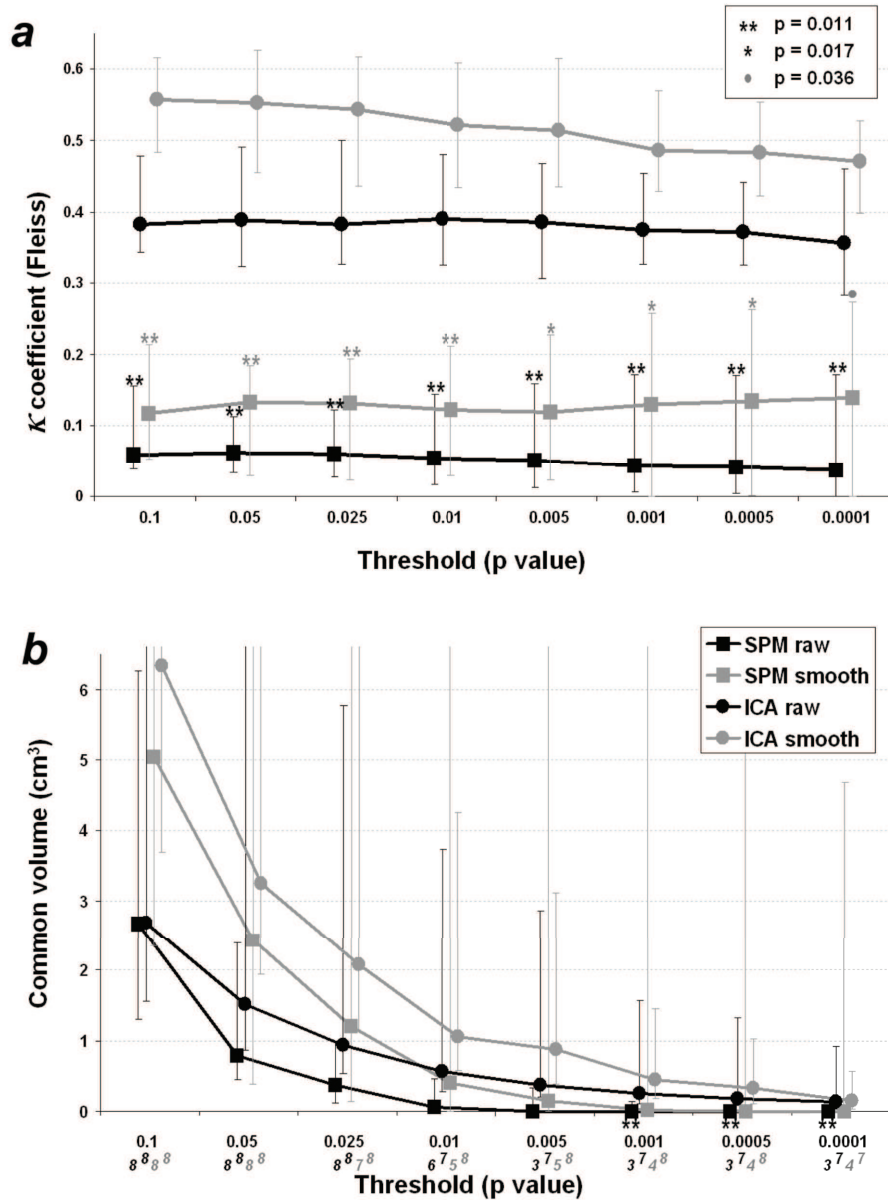 a
** p = 0.011
* p = 0.017
• p = 0.036
0.6
0.5
0.4
0.3
0.2
0.1
0
K coefficient (Fleiss)
** ** ** ** * * * •
** ** ** ** ** ** ** **
0.1 0.05 0.025 0.01 0.005 0.001 0.0005 0.0001
Threshold (p value)
b
SPM raw
SPM smooth
ICA raw
ICA smooth
6
5
4
3
2
1
0
Common volume (cm³)
** ** **
0.1 0.05 0.025 0.01 0.005 0.001 0.0005 0.0001
8 8 8 8 8 8 8 8 8 8 7 8 6 7 5 8 3 7 5 8 3 7 4 8 3 7 4 8 3 7 4 7
Threshold (p value)